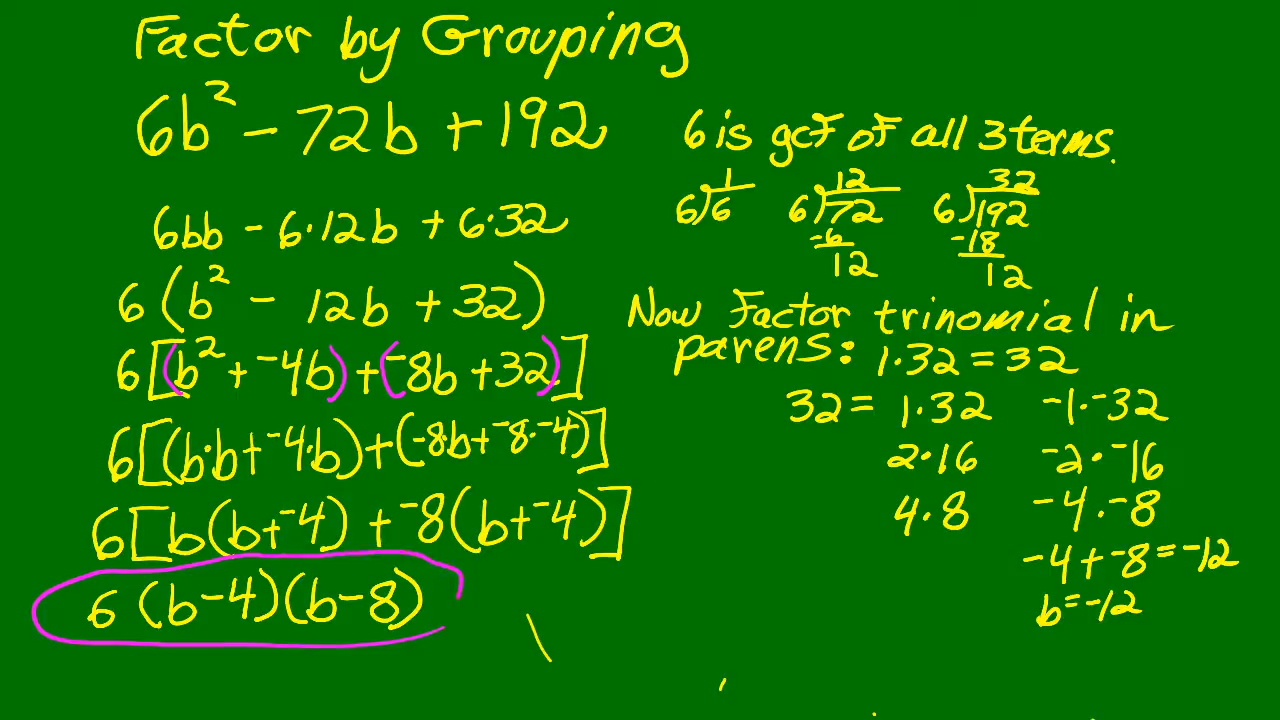 Factor by Grouping
6b² - 72b + 192
6bb - 6·12b + 6·32
6(b² - 12b + 32)
6[(b² + ⁻4b) + (⁻8b + 32)]
6[(b·b + ⁻4·b) + (-8b + ⁻8·⁻4)]
6[b(b + ⁻4) + ⁻8(b + ⁻4)]
6(b - 4)(b - 8)
6 is gcf of all 3 terms.
1 12 32
6)6 6)72 6)192
-6 -18
12 12
Now Factor trinomial in
parens: 1·32 = 32
32 = 1·32 -1·-32
2·16 -2·-16
4·8 -4·-8
-4 + -8 = -12
b = -12